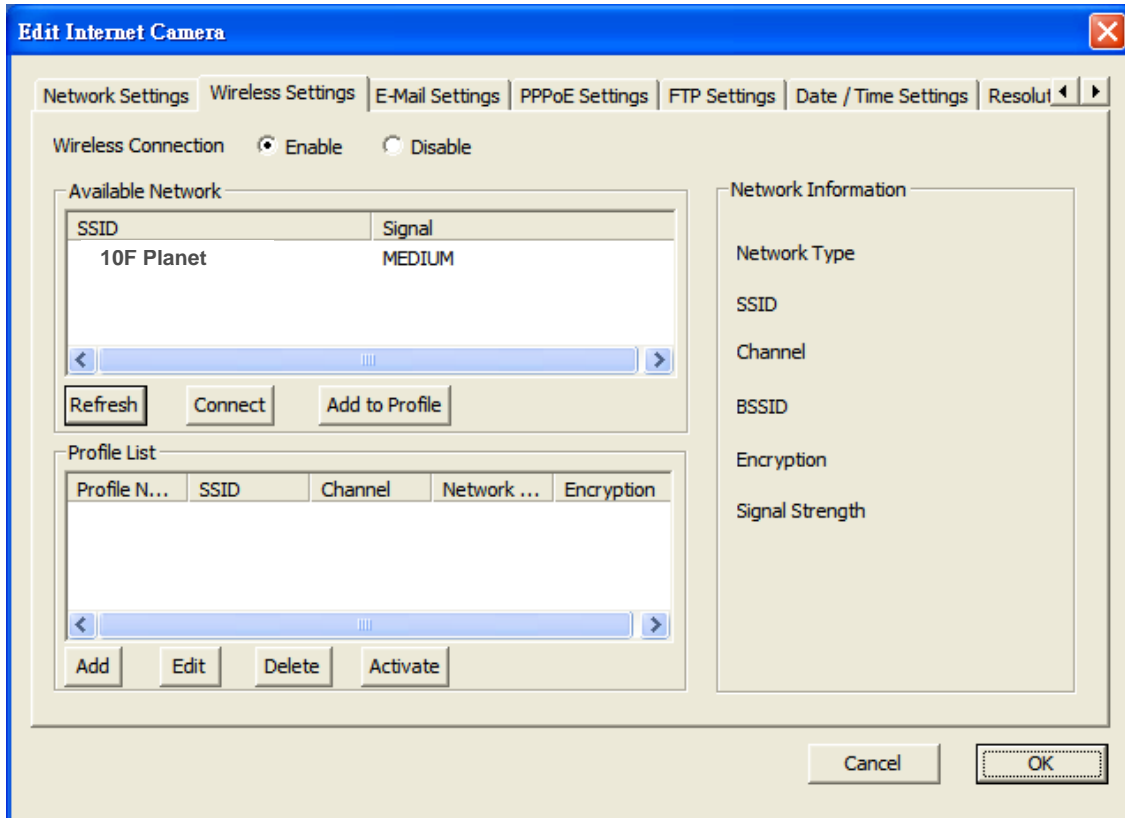 Edit Internet Camera
Network Settings Wireless Settings E-Mail Settings PPPoE Settings FTP Settings Date / Time Settings Resolut
Wireless Connection Enable Disable
Available Network
SSID Signal
10F Planet MEDIUM
Refresh Connect Add to Profile
Profile List
Profile N... SSID Channel Network ... Encryption
Add Edit Delete Activate
Network Information
Network Type
SSID
Channel
BSSID
Encryption
Signal Strength
Cancel OK